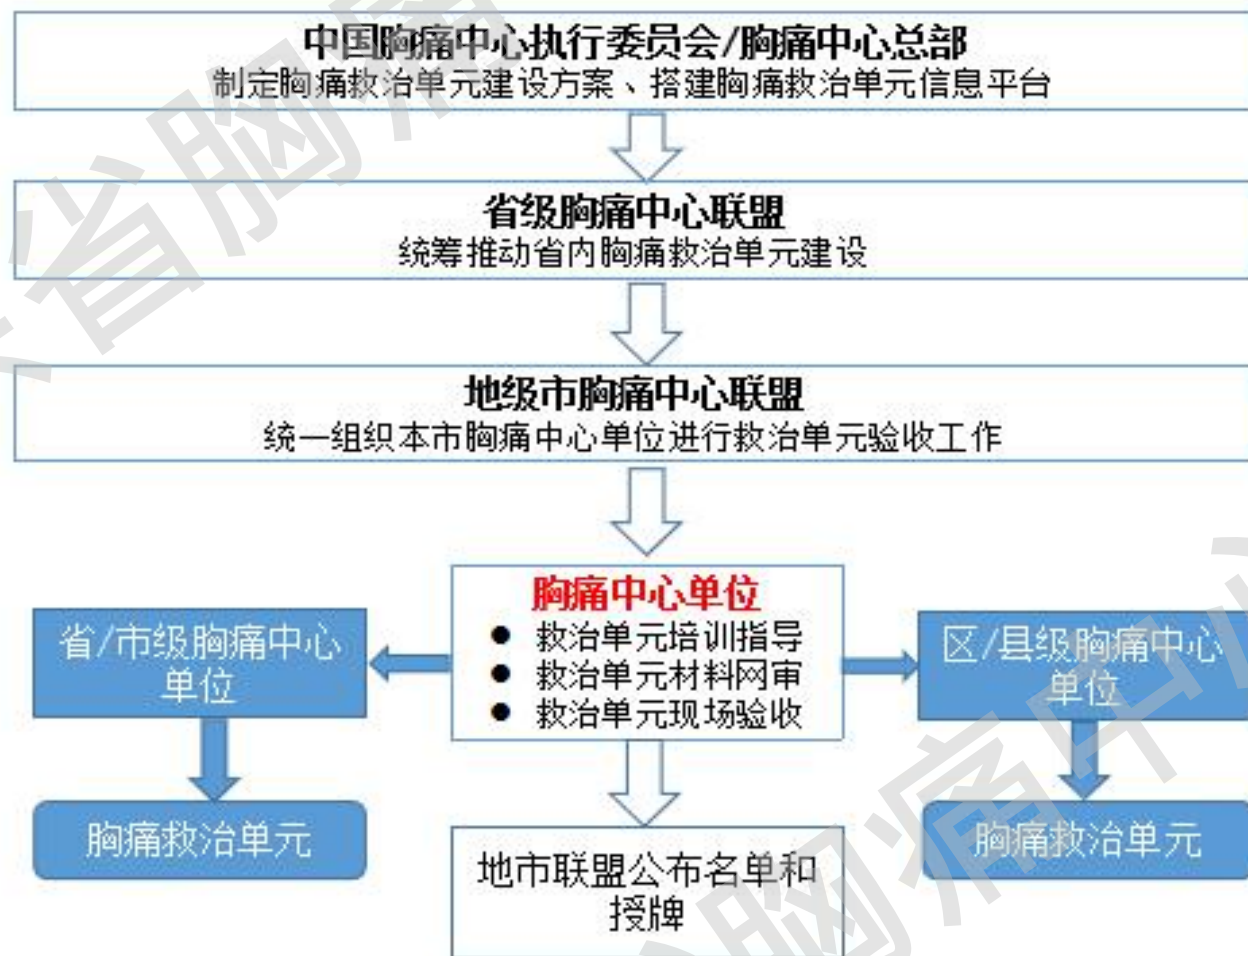 中国胸痛中心执行委员会/胸痛中心总部
制定胸痛救治单元建设方案、搭建胸痛救治单元信息平台
省级胸痛中心联盟
统筹推动省内胸痛救治单元建设
地级市胸痛中心联盟
统一组织本市胸痛中心单位进行救治单元验收工作
胸痛中心单位
● 救治单元培训指导
● 救治单元材料网审
● 救治单元现场验收
省/市级胸痛中心
单位
区/县级胸痛中心
单位
胸痛救治单元
胸痛救治单元
地市联盟公布名单和
授牌
省胸痛
胸痛中心